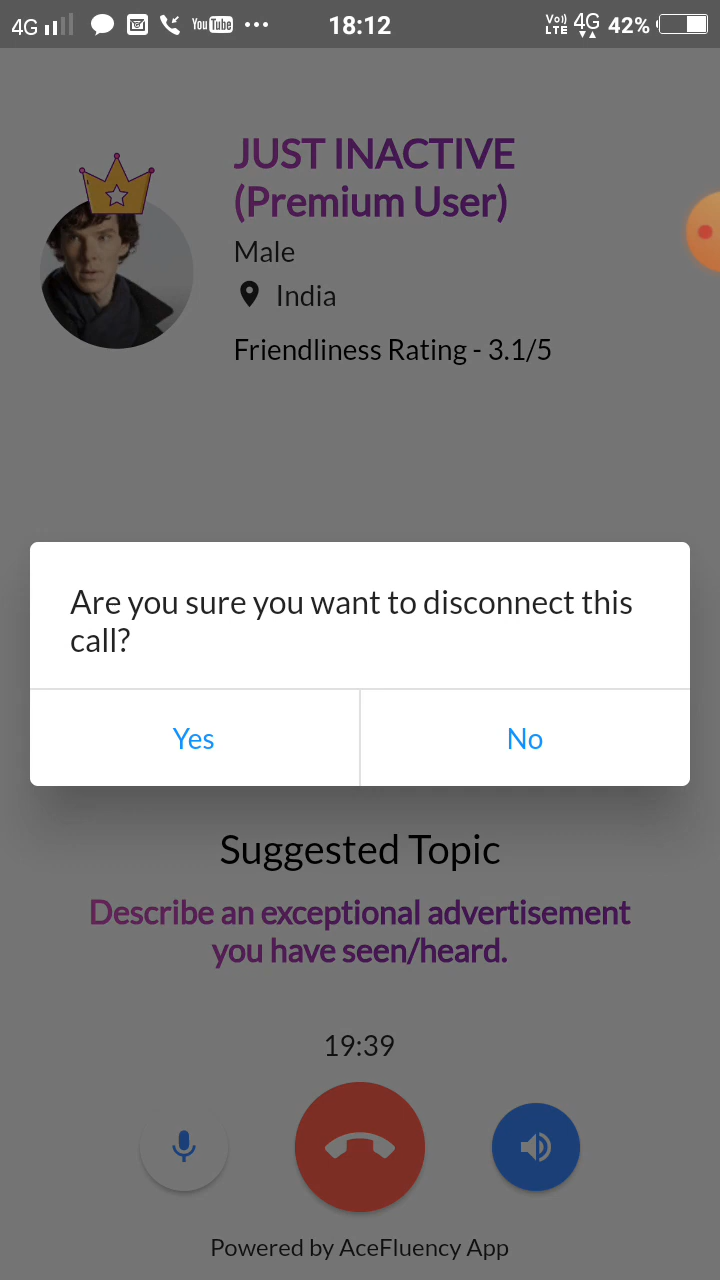 4G YouTube 18:12 Vo)) LTE 4G 42%
JUST INACTIVE
(Premium User)
Male
India
Friendliness Rating - 3.1/5
Are you sure you want to disconnect this
call?
Yes No
Suggested Topic
Describe an exceptional advertisement
you have seen/heard.
19:39
Powered by AceFluency App